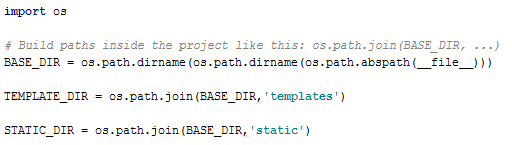 import os
# Build paths inside the project like this: os.path.join(BASE_DIR, ...)
BASE_DIR = os.path.dirname(os.path.dirname(os.path.abspath(__file__)))
TEMPLATE_DIR = os.path.join(BASE_DIR,'templates')
STATIC_DIR = os.path.join(BASE_DIR,'static')